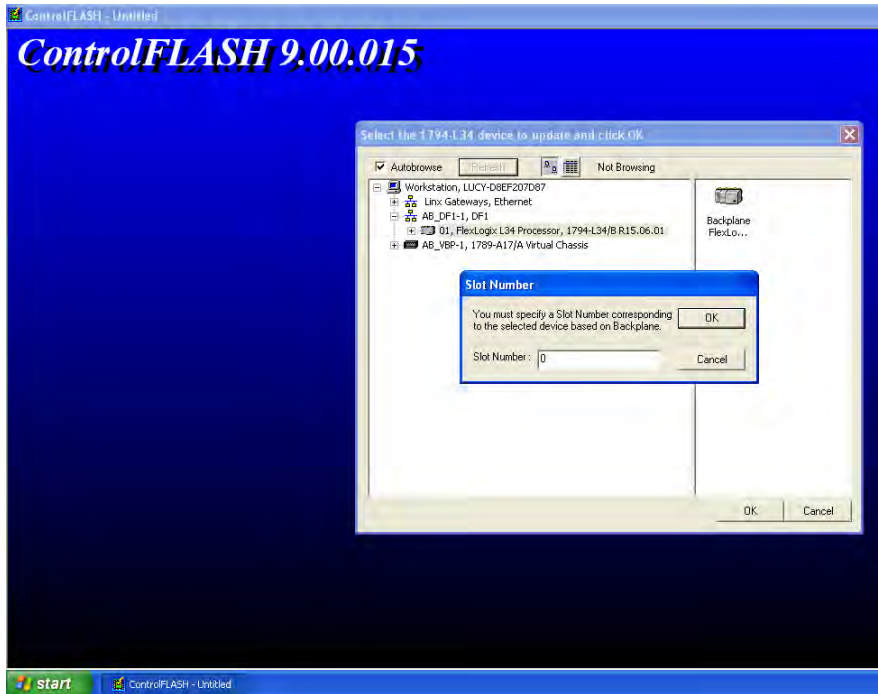 ControlFLASH - Untitled
ControlFLASH 9.00.015
Select the 1794-L34 device to update and click OK
Autobrowse
Refresh
Not Browsing
Workstation, LUCY-D8EF207D87
Linx Gateways, Ethernet
AB_DF1-1, DF1
01, FlexLogix L34 Processor, 1794-L34/B R15.06.01
AB_VBP-1, 1789-A17/A Virtual Chassis
Backplane
FlexLo...
Slot Number
You must specify a Slot Number corresponding
to the selected device based on Backplane.
OK
Slot Number :
0
Cancel
OK
Cancel
start
ControlFLASH - Untitled